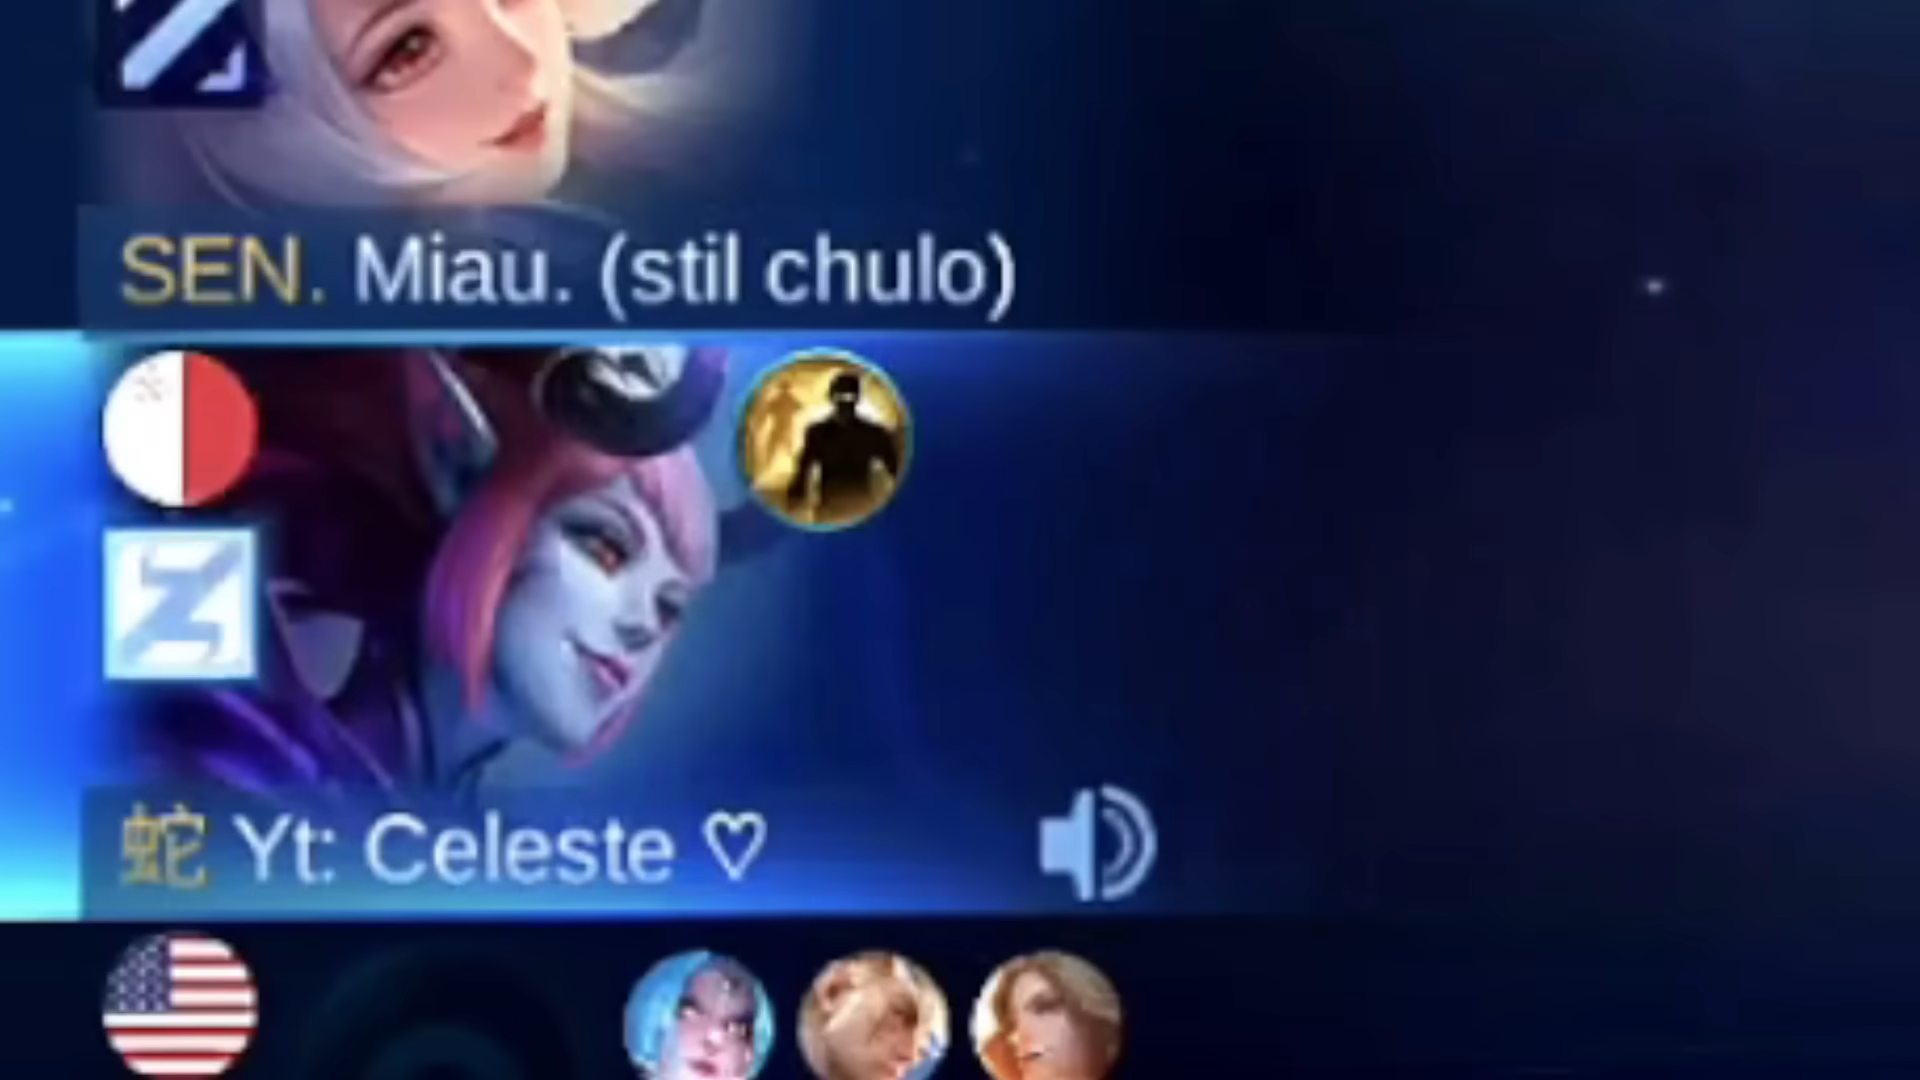 SEN. Miau. (stil chulo)
蛇 Yt: Celeste ♡